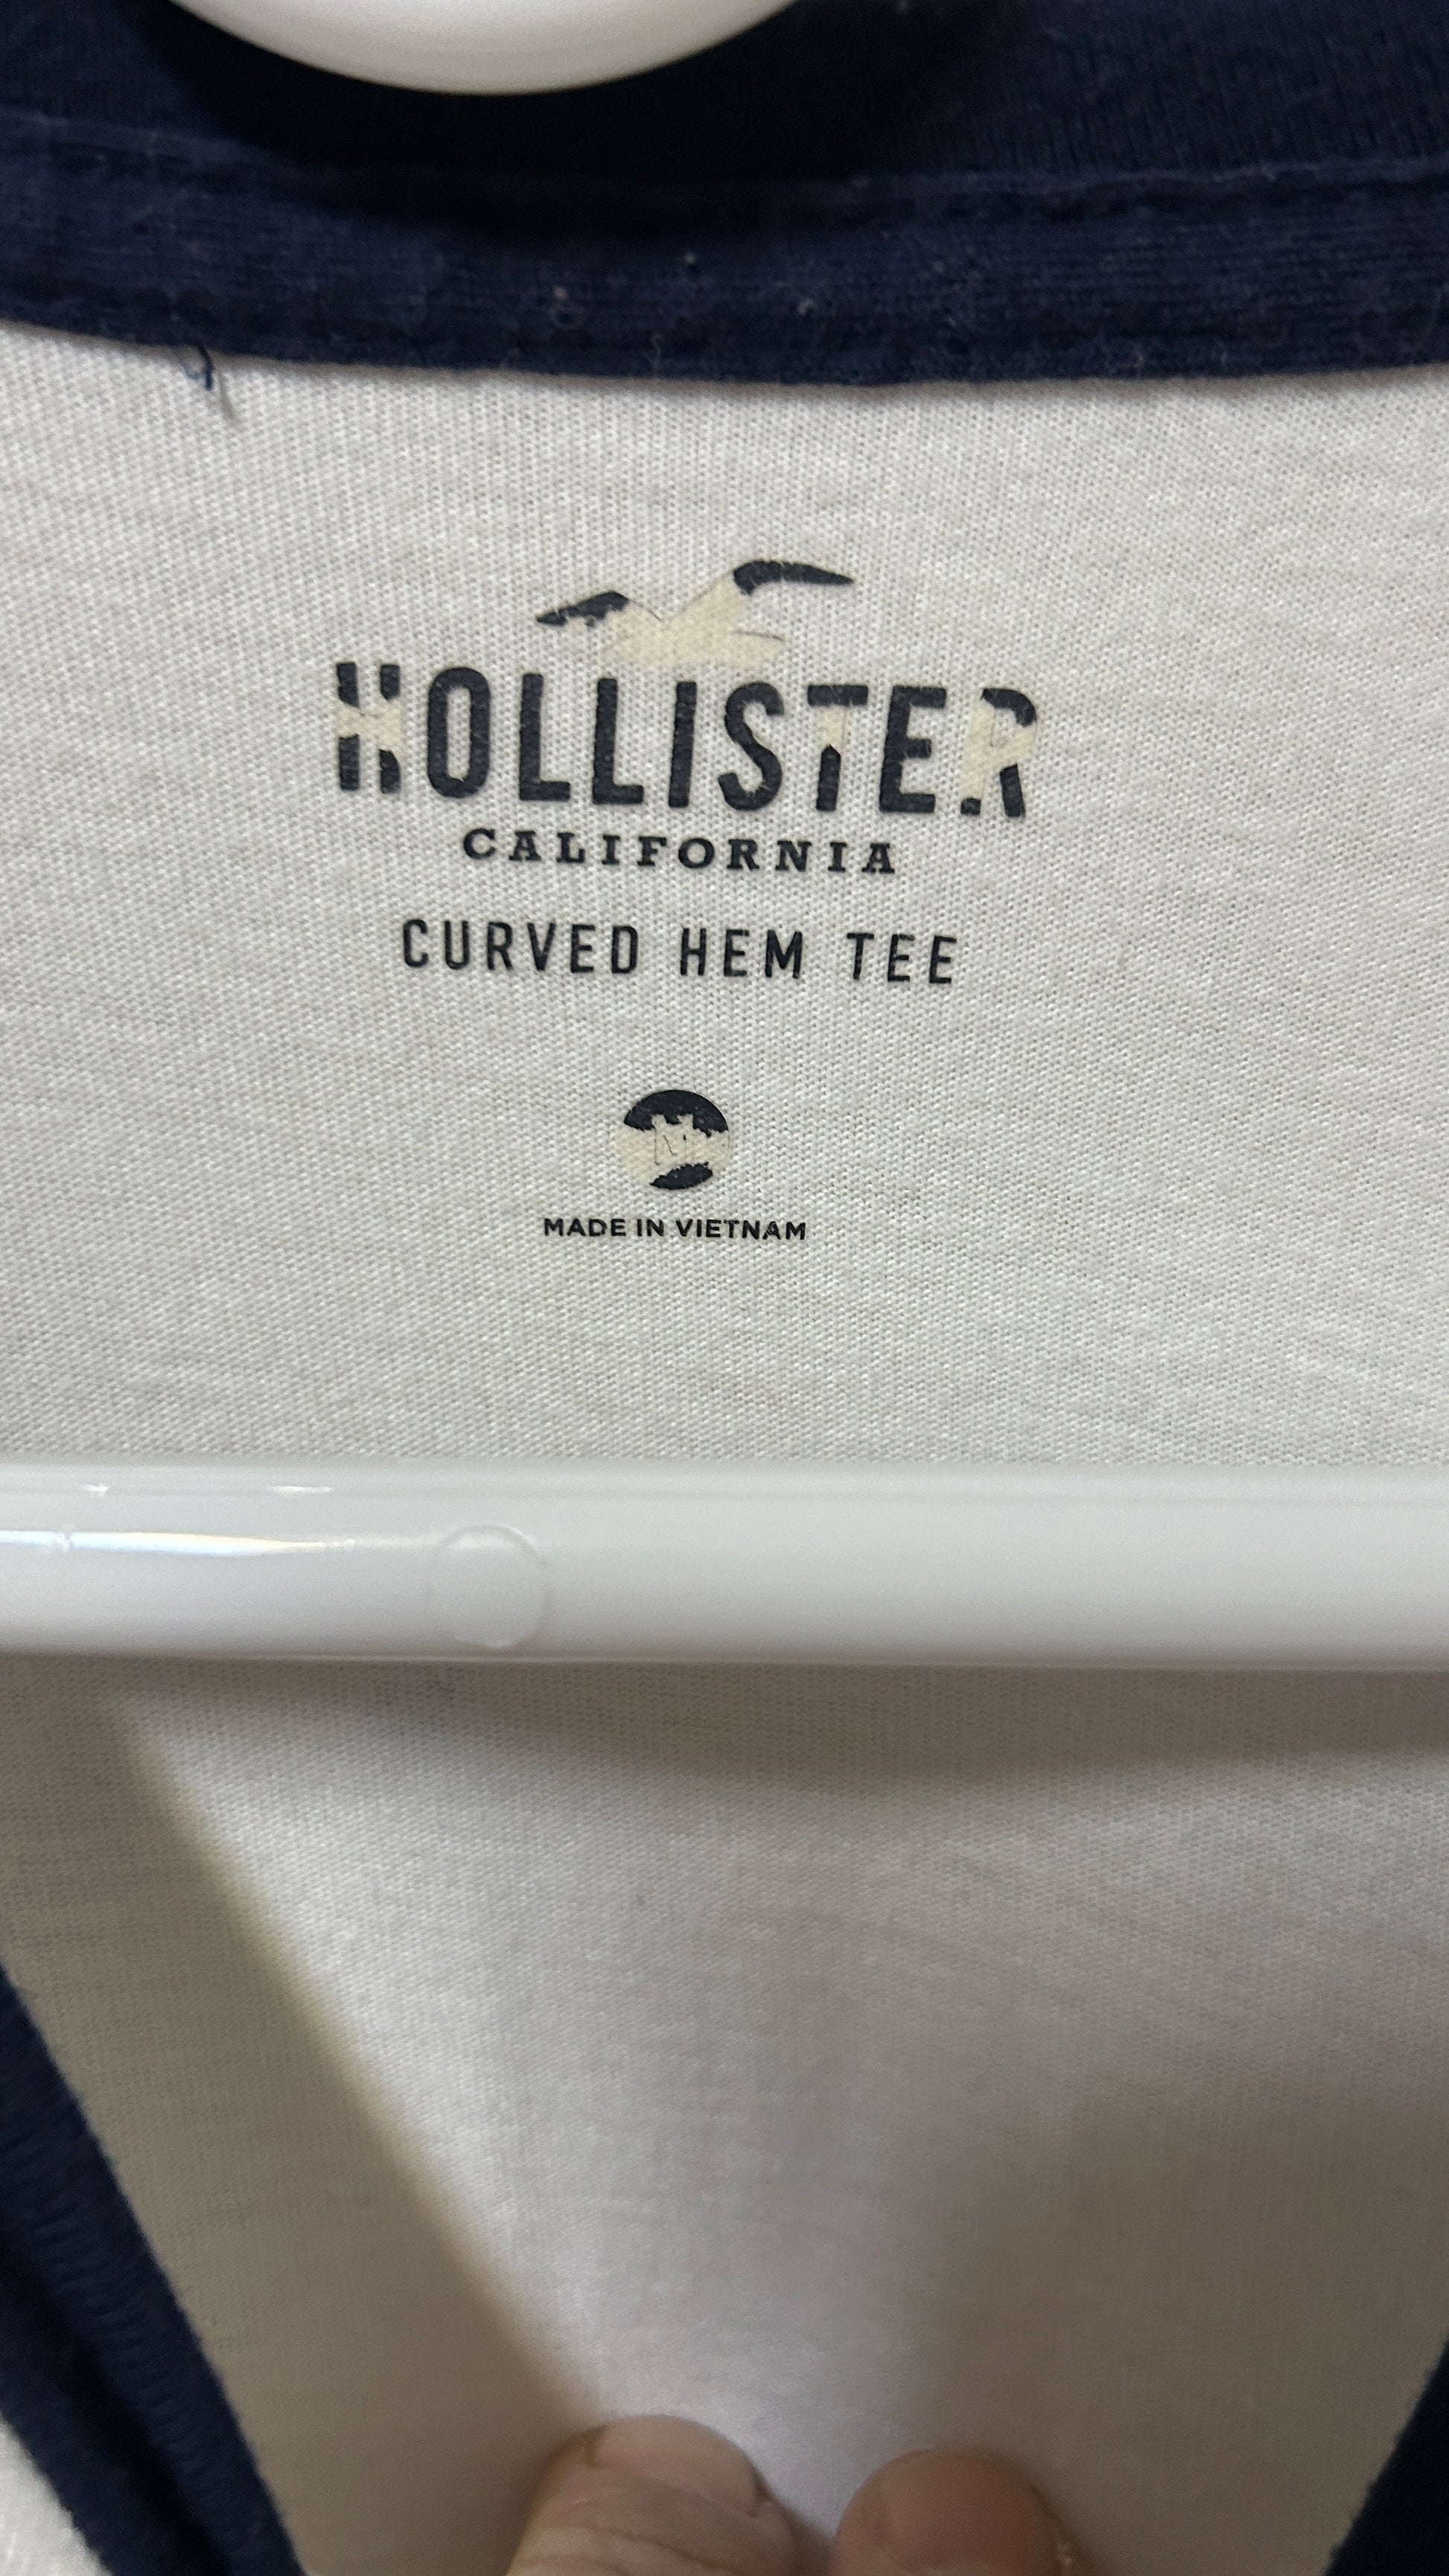 HOLLISTER
CALIFORNIA
CURVED HEM TEE
M
MADE IN VIETNAM